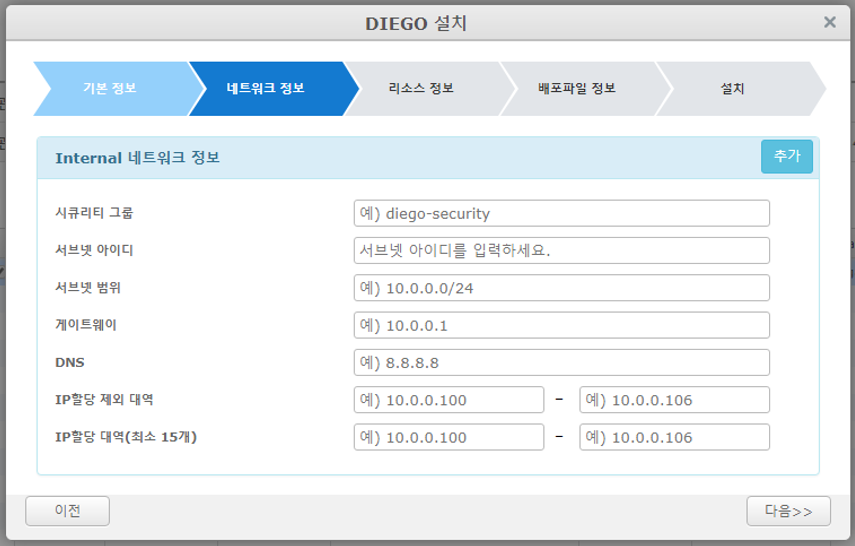 DIEGO 설치
×
기본 정보
네트워크 정보
리소스 정보
배포파일 정보
설치
Internal 네트워크 정보
추가
시큐리티 그룹
예) diego-security
서브넷 아이디
서브넷 아이디를 입력하세요.
서브넷 범위
예) 10.0.0.0/24
게이트웨이
예) 10.0.0.1
DNS
예) 8.8.8.8
IP할당 제외 대역
예) 10.0.0.100 – 예) 10.0.0.106
IP할당 대역(최소 15개)
예) 10.0.0.100 – 예) 10.0.0.106
이전
다음>>